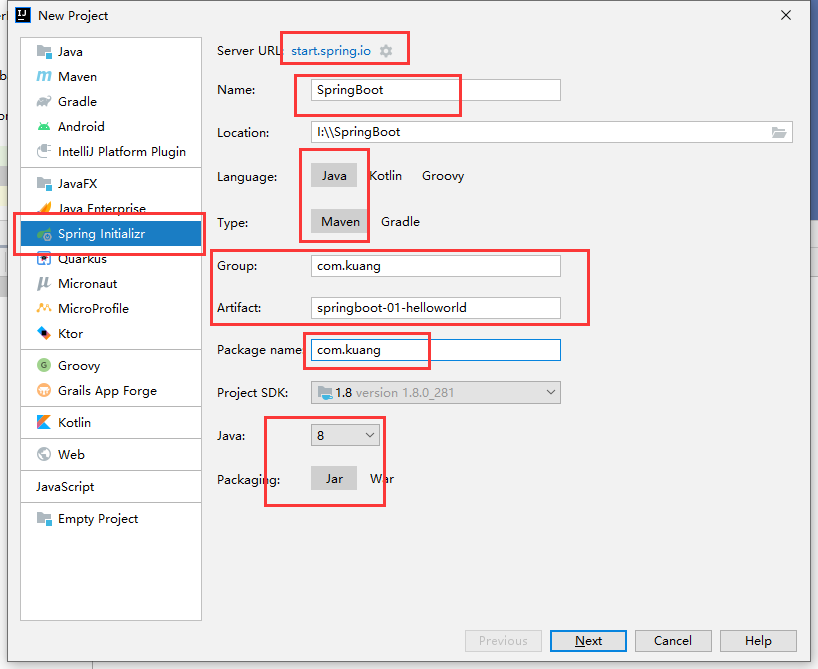 New Project
Java
Maven
Gradle
Android
IntelliJ Platform Plugin
JavaFX
Java Enterprise
Spring Initializr
Quarkus
Micronaut
MicroProfile
Ktor
Groovy
Grails App Forge
Kotlin
Web
JavaScript
Empty Project
Server URL: start.spring.io
Name: SpringBoot
Location: I:\\SpringBoot
Language: Java Kotlin Groovy
Type: Maven Gradle
Group: com.kuang
Artifact: springboot-01-helloworld
Package name: com.kuang
Project SDK: 1.8 version 1.8.0_281
Java: 8
Packaging: Jar War
Previous Next Cancel Help